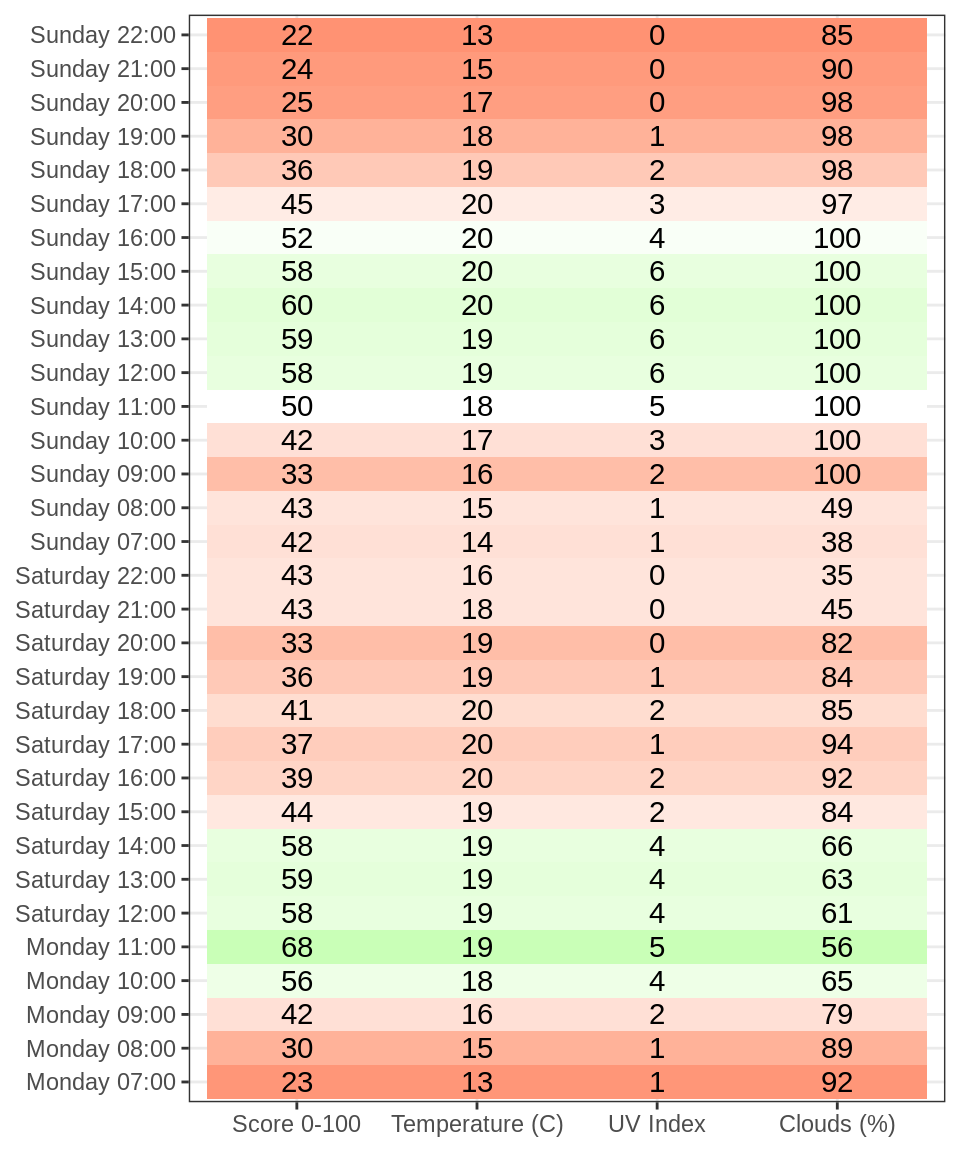 Sunday 22:00 22 13 0 85
Sunday 21:00 24 15 0 90
Sunday 20:00 25 17 0 98
Sunday 19:00 30 18 1 98
Sunday 18:00 36 19 2 98
Sunday 17:00 45 20 3 97
Sunday 16:00 52 20 4 100
Sunday 15:00 58 20 6 100
Sunday 14:00 60 20 6 100
Sunday 13:00 59 19 6 100
Sunday 12:00 58 19 6 100
Sunday 11:00 50 18 5 100
Sunday 10:00 42 17 3 100
Sunday 09:00 33 16 2 100
Sunday 08:00 43 15 1 49
Sunday 07:00 42 14 1 38
Saturday 22:00 43 16 0 35
Saturday 21:00 43 18 0 45
Saturday 20:00 33 19 0 82
Saturday 19:00 36 19 1 84
Saturday 18:00 41 20 2 85
Saturday 17:00 37 20 1 94
Saturday 16:00 39 20 2 92
Saturday 15:00 44 19 2 84
Saturday 14:00 58 19 4 66
Saturday 13:00 59 19 4 63
Saturday 12:00 58 19 4 61
Monday 11:00 68 19 5 56
Monday 10:00 56 18 4 65
Monday 09:00 42 16 2 79
Monday 08:00 30 15 1 89
Monday 07:00 23 13 1 92
Score 0-100 Temperature (C) UV Index Clouds (%)